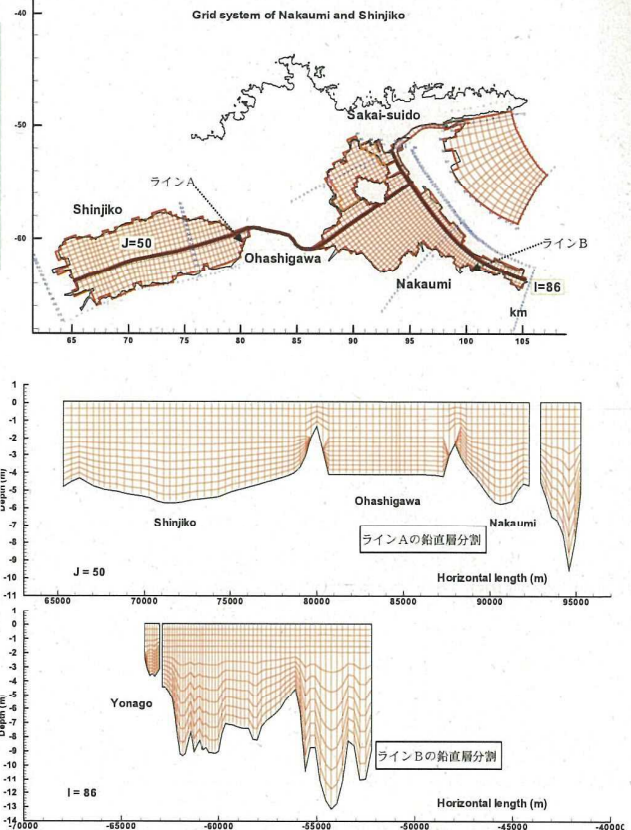 Grid system of Nakaumi and Shinjiko
-40
-50
-60
Sakai-suido
ラインA
Shinjiko
J=50
Ohashigawa
ラインB
Nakaumi
I=86
km
65 70 75 80 85 90 95 100 105
1
0
-1
-2
-3
-4
-5
-6
-7
-8
-9
-10
-11
Depth (m)
Shinjiko
Ohashigawa
Nakaumi
ラインAの鉛直層分割
J = 50
Horizontal length (m)
65000 70000 75000 80000 85000 90000 95000
1
0
-1
-2
-3
-4
-5
-6
-7
-8
-9
-10
-11
-12
-13
-14
Depth (m)
Yonago
ラインBの鉛直層分割
I = 86
Horizontal length (m)
-70000 -65000 -60000 -55000 -50000 -45000 -40000